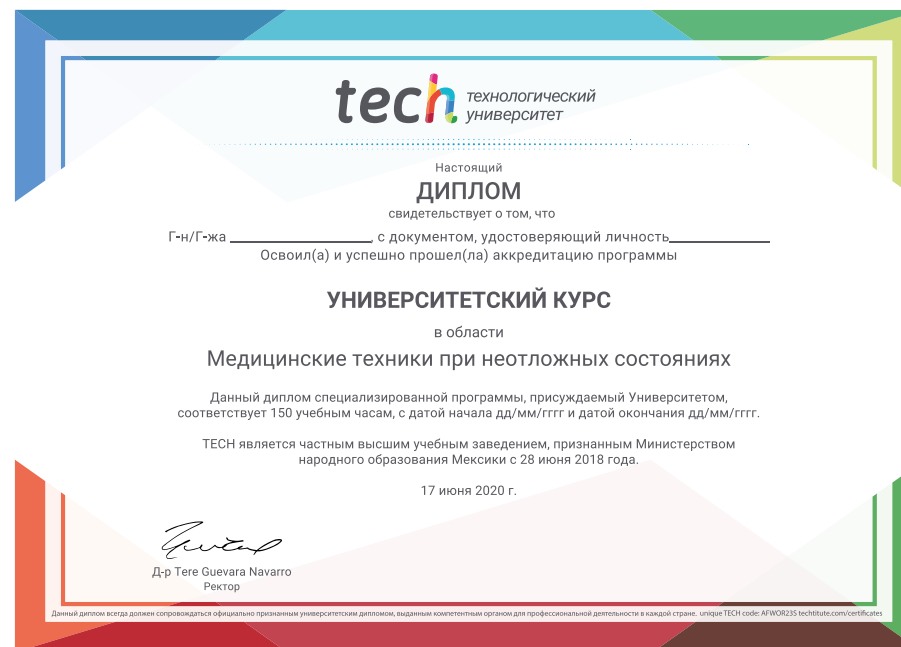 tech технологический
университет
Настоящий
ДИПЛОМ
свидетельствует о том, что
Г-н/Г-жа ____________________, с документом, удостоверяющий личность______________
Освоил(а) и успешно прошел(ла) аккредитацию программы
УНИВЕРСИТЕТСКИЙ КУРС
в области
Медицинские техники при неотложных состояниях
Данный диплом специализированной программы, присуждаемый Университетом,
соответствует 150 учебным часам, с датой начала дд/мм/гггг и датой окончания дд/мм/гггг.
TECH является частным высшим учебным заведением, признанным Министерством
народного образования Мексики с 28 июня 2018 года.
17 июня 2020 г.
Д-р Tere Guevara Navarro
Ректор
Данный диплом всегда должен сопровождаться официально признанным университетским дипломом, выданным компетентным органом для профессиональной деятельности в каждой стране. unique TECH code: AFWOR23S techtitute.com/certificates